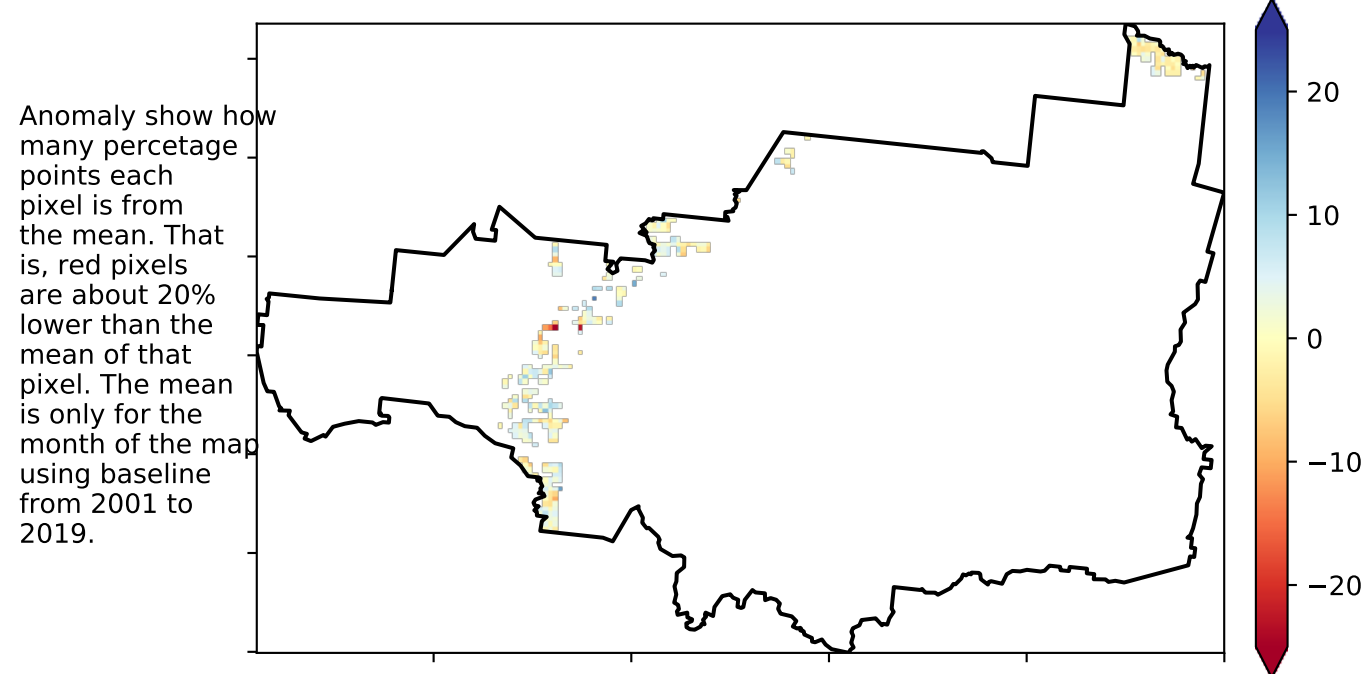 Anomaly show how
many percetage
points each
pixel is from
the mean. That
is, red pixels
are about 20%
lower than the
mean of that
pixel. The mean
is only for the
month of the map
using baseline
from 2001 to
2019.
20
10
0
−10
−20